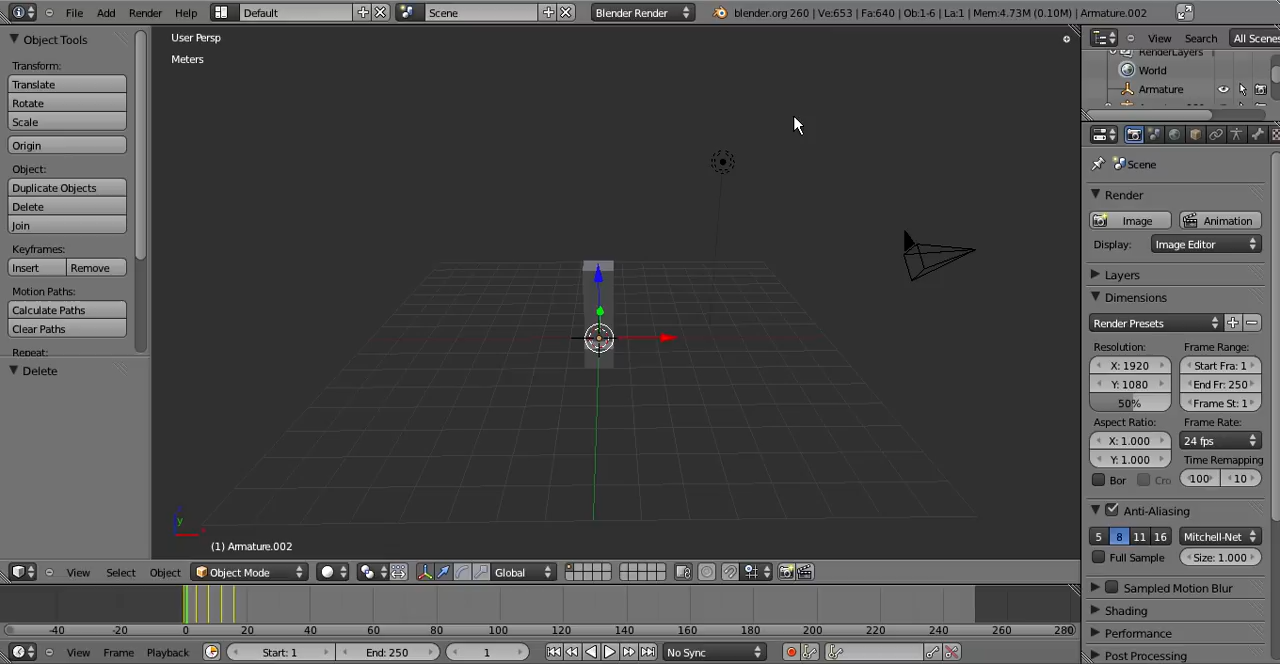 File Add Render Help Default Scene Blender Render blender.org 260 | Ve:653 | Fa:640 | Ob:1-6 | La:1 | Mem:4.73M (0.10M) | Armature.002
Object Tools
Transform:
Translate
Rotate
Scale
Origin
Object:
Duplicate Objects
Delete
Join
Keyframes:
Insert Remove
Motion Paths:
Calculate Paths
Clear Paths
Repeat:
Delete
User Persp
Meters
y
(1) Armature.002
View Search All Scenes
RenderLayers
World
Armature
Scene
Render
Image Animation
Display: Image Editor
Layers
Dimensions
Render Presets
Resolution: Frame Range:
X: 1920 Start Fra: 1
Y: 1080 End Fr: 250
50% Frame St: 1
Aspect Ratio: Frame Rate:
X: 1.000 24 fps
Y: 1.000 Time Remapping
Bor Cro 100 10
Anti-Aliasing
5 8 11 16 Mitchell-Net
Full Sample Size: 1.000
Sampled Motion Blur
Shading
Performance
Post Processing
View Select Object Object Mode Global
-40 -20 0 20 40 60 80 100 120 140 160 180 200 220 240 260 280
View Frame Playback Start: 1 End: 250 1 No Sync